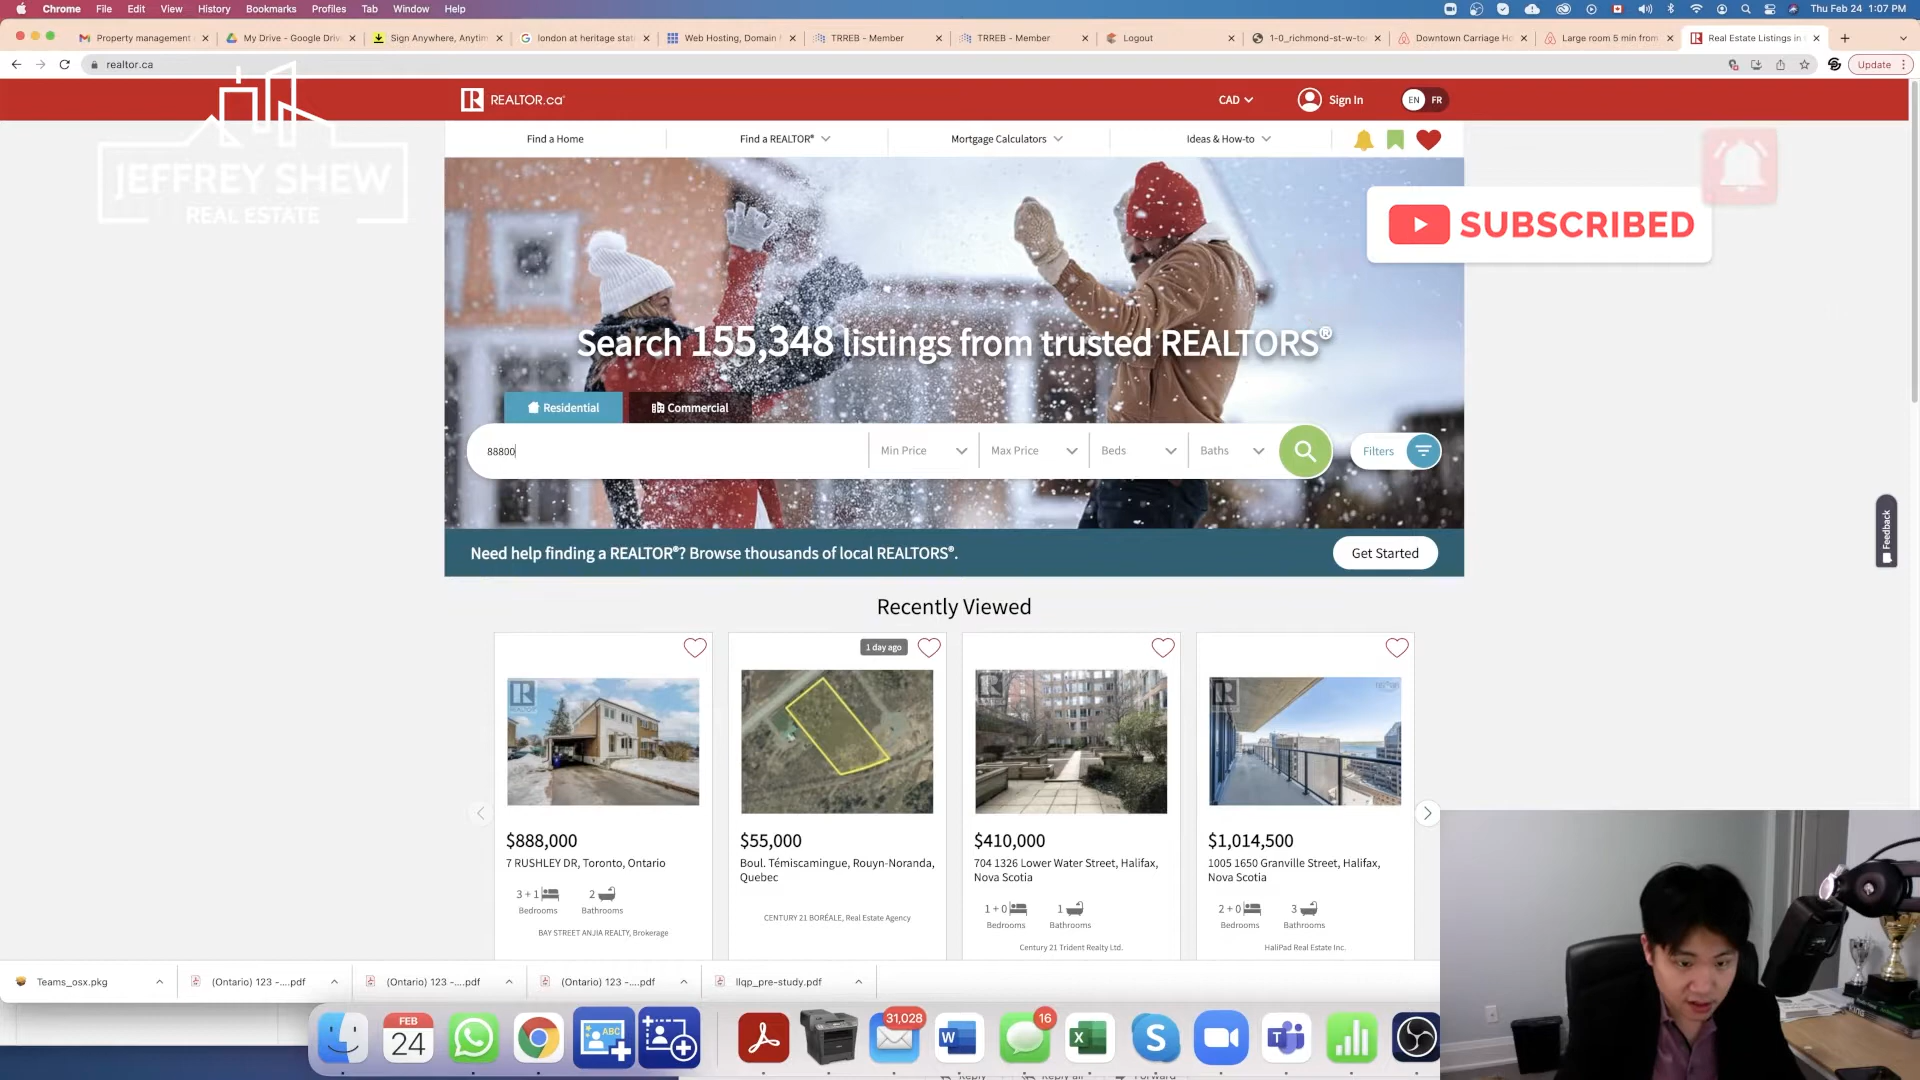 Chrome File Edit View History Bookmarks Profiles Tab Window Help
Thu Feb 24 1:07 PM
Property management
My Drive - Google Driv
Sign Anywhere, Anytim
london at heritage stat
Web Hosting, Domain
TRREB - Member
TRREB - Member
Logout
1-0_richmond-st-w-to
Downtown Carriage Ho
Large room 5 min from
Real Estate Listings in
realtor.ca
Update
JEFFREY SHEW
REAL ESTATE
REALTOR.ca
CAD
Sign In
EN FR
Find a Home
Find a REALTOR®
Mortgage Calculators
Ideas & How-to
SUBSCRIBED
Search 155,348 listings from trusted REALTORS®
Residential
Commercial
88800
Min Price
Max Price
Beds
Baths
Filters
Need help finding a REALTOR®? Browse thousands of local REALTORS®.
Get Started
Feedback
Recently Viewed
1 day ago
$888,000
7 RUSHLEY DR, Toronto, Ontario
3 + 1
2
Bedrooms
Bathrooms
BAY STREET ANJIA REALTY, Brokerage
$55,000
Boul. Témiscamingue, Rouyn-Noranda,
Quebec
CENTURY 21 BORÉALE, Real Estate Agency
$410,000
704 1326 Lower Water Street, Halifax,
Nova Scotia
1 + 0
1
Bedrooms
Bathrooms
Century 21 Trident Realty Ltd.
$1,014,500
1005 1650 Granville Street, Halifax,
Nova Scotia
2 + 0
3
Bedrooms
Bathrooms
HaliPad Real Estate Inc.
Teams_osx.pkg
(Ontario) 123 -....pdf
(Ontario) 123 -....pdf
(Ontario) 123 -....pdf
llqp_pre-study.pdf
FEB
24
ABC
31,028
W
16
X
S
Reply
Reply all
Forward